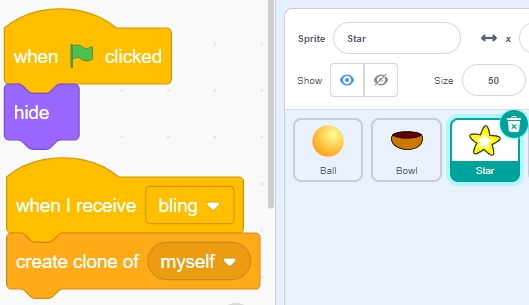 when clicked
hide
when I receive bling
create clone of myself
Sprite Star x
Show Size 50
Ball Bowl Star